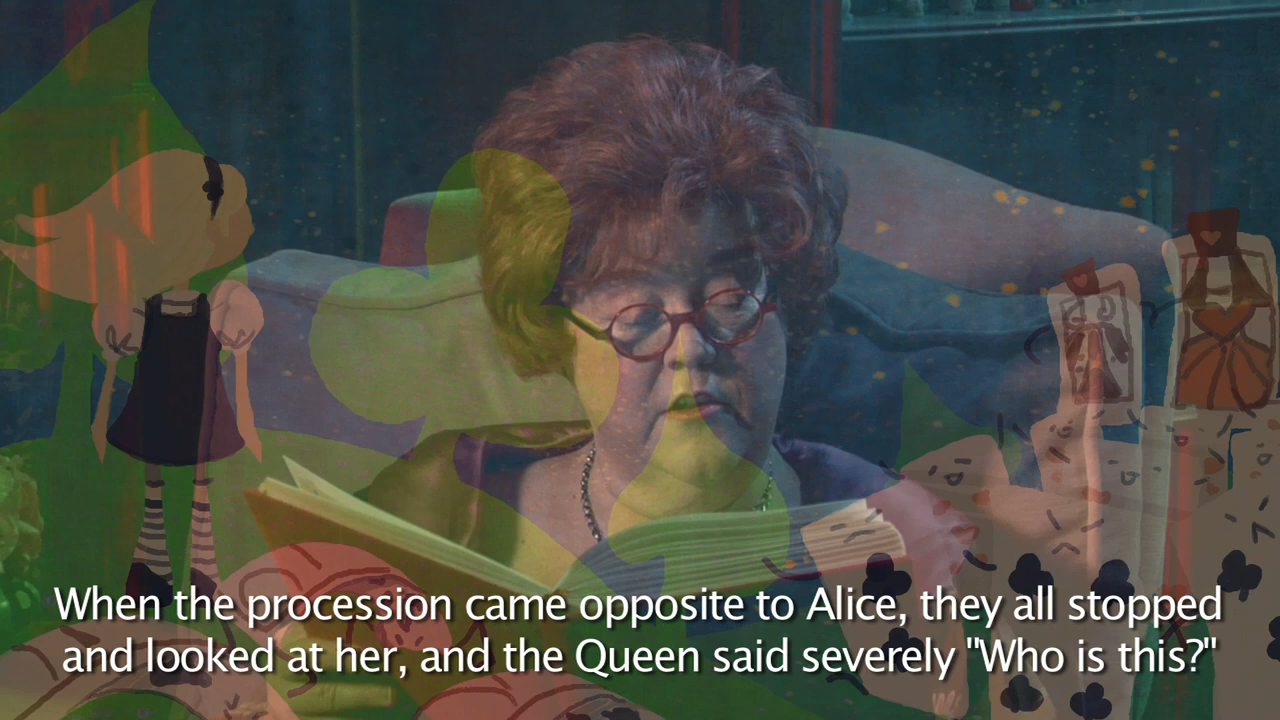 When the procession came opposite to Alice, they all stopped
and looked at her, and the Queen said severely "Who is this?"